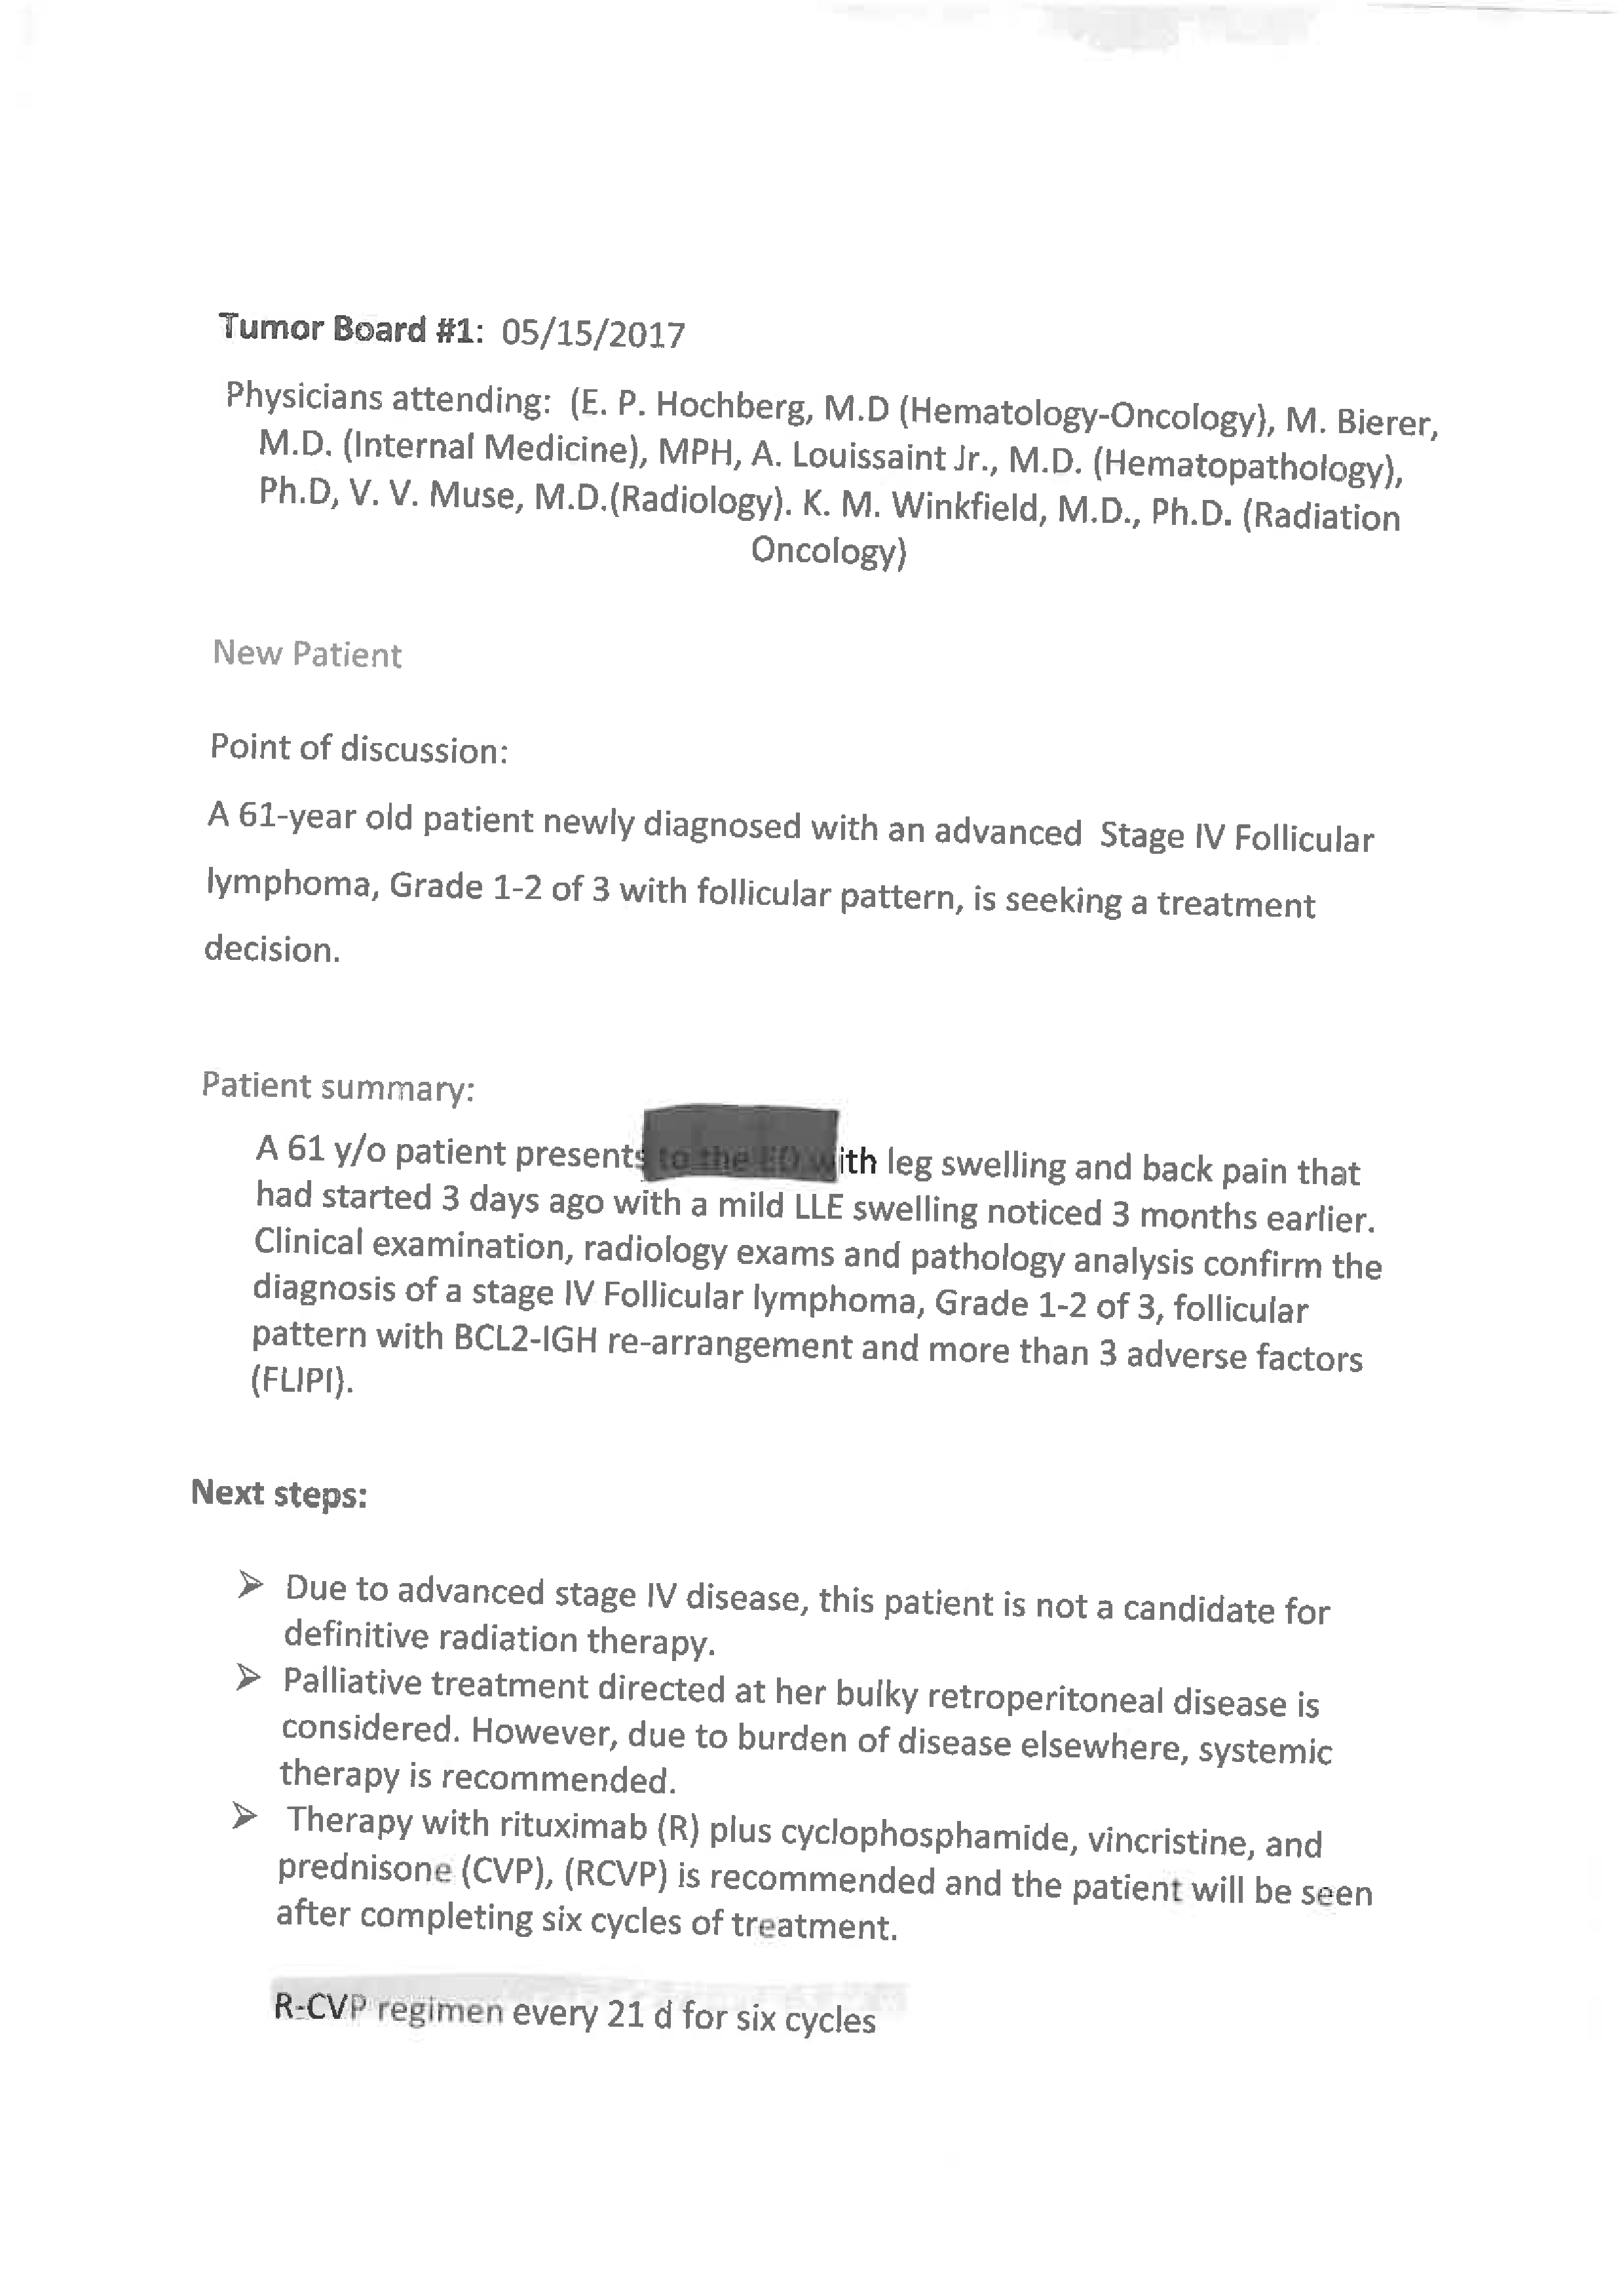 Tumor Board #1: 05/15/2017
Physicians attending: (E. P. Hochberg, M.D (Hematology-Oncology), M. Bierer,
M.D. (Internal Medicine), MPH, A. Louissaint Jr., M.D. (Hematopathology),
Ph.D, V. V. Muse, M.D.(Radiology). K. M. Winkfield, M.D., Ph.D. (Radiation
Oncology)
New Patient
Point of discussion:
A 61-year old patient newly diagnosed with an advanced Stage IV Follicular
lymphoma, Grade 1-2 of 3 with follicular pattern, is seeking a treatment
decision.
Patient summary:
A 61 y/o patient presents to the ED with leg swelling and back pain that
had started 3 days ago with a mild LLE swelling noticed 3 months earlier.
Clinical examination, radiology exams and pathology analysis confirm the
diagnosis of a stage IV Follicular lymphoma, Grade 1-2 of 3, follicular
pattern with BCL2-IGH re-arrangement and more than 3 adverse factors
(FLIPI).
Next steps:
➢ Due to advanced stage IV disease, this patient is not a candidate for
definitive radiation therapy.
➢ Palliative treatment directed at her bulky retroperitoneal disease is
considered. However, due to burden of disease elsewhere, systemic
therapy is recommended.
➢ Therapy with rituximab (R) plus cyclophosphamide, vincristine, and
prednisone (CVP), (RCVP) is recommended and the patient will be seen
after completing six cycles of treatment.
R-CVP regimen every 21 d for six cycles